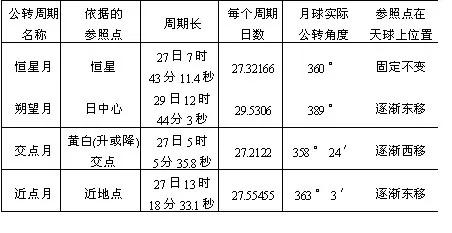 公转周期名称 依据的参照点 周期长 每个周期日数 月球实际公转角度 参照点在天球上位置
恒星月 恒星 27日7时43分11.4秒 27.32166 360° 固定不变
朔望月 日中心 29日12时44分3秒 29.5306 389° 逐渐东移
交点月 黄白(升或降)交点 27日5时5分35.8秒 27.2122 358°24′ 逐渐西移
近点月 近地点 27日13时18分33.1秒 27.55455 363°3′ 逐渐东移